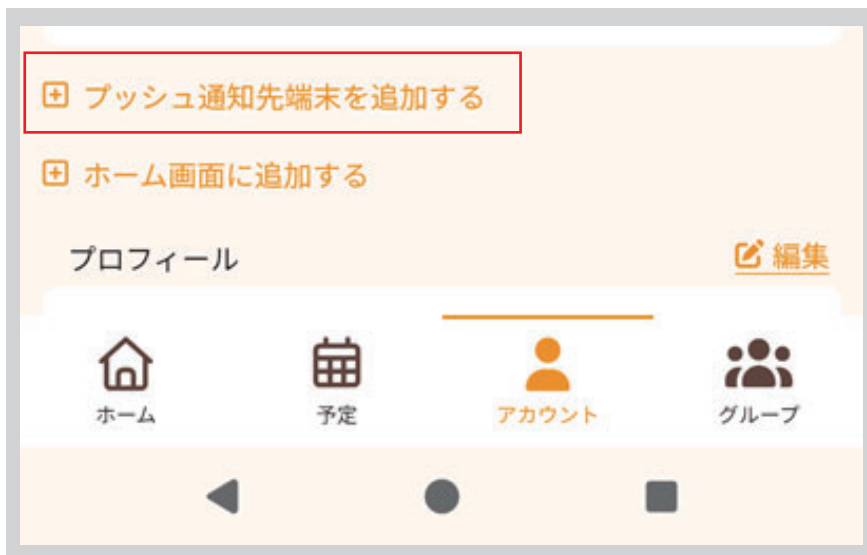 プッシュ通知先端末を追加する
ホーム画面に追加する
プロフィール 編集
ホーム 予定 アカウント グループ